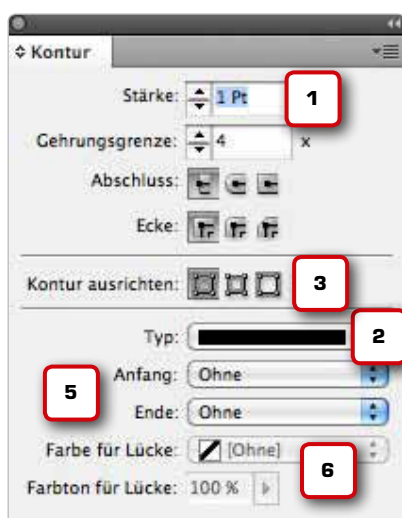 Kontur
Stärke: 1 Pt 1
Gehrungsgrenze: 4 x
Abschluss:
Ecke:
Kontur ausrichten: 3
Typ: 2
Anfang: Ohne
5
Ende: Ohne
Farbe für Lücke: [Ohne]
6
Farbton für Lücke: 100 %